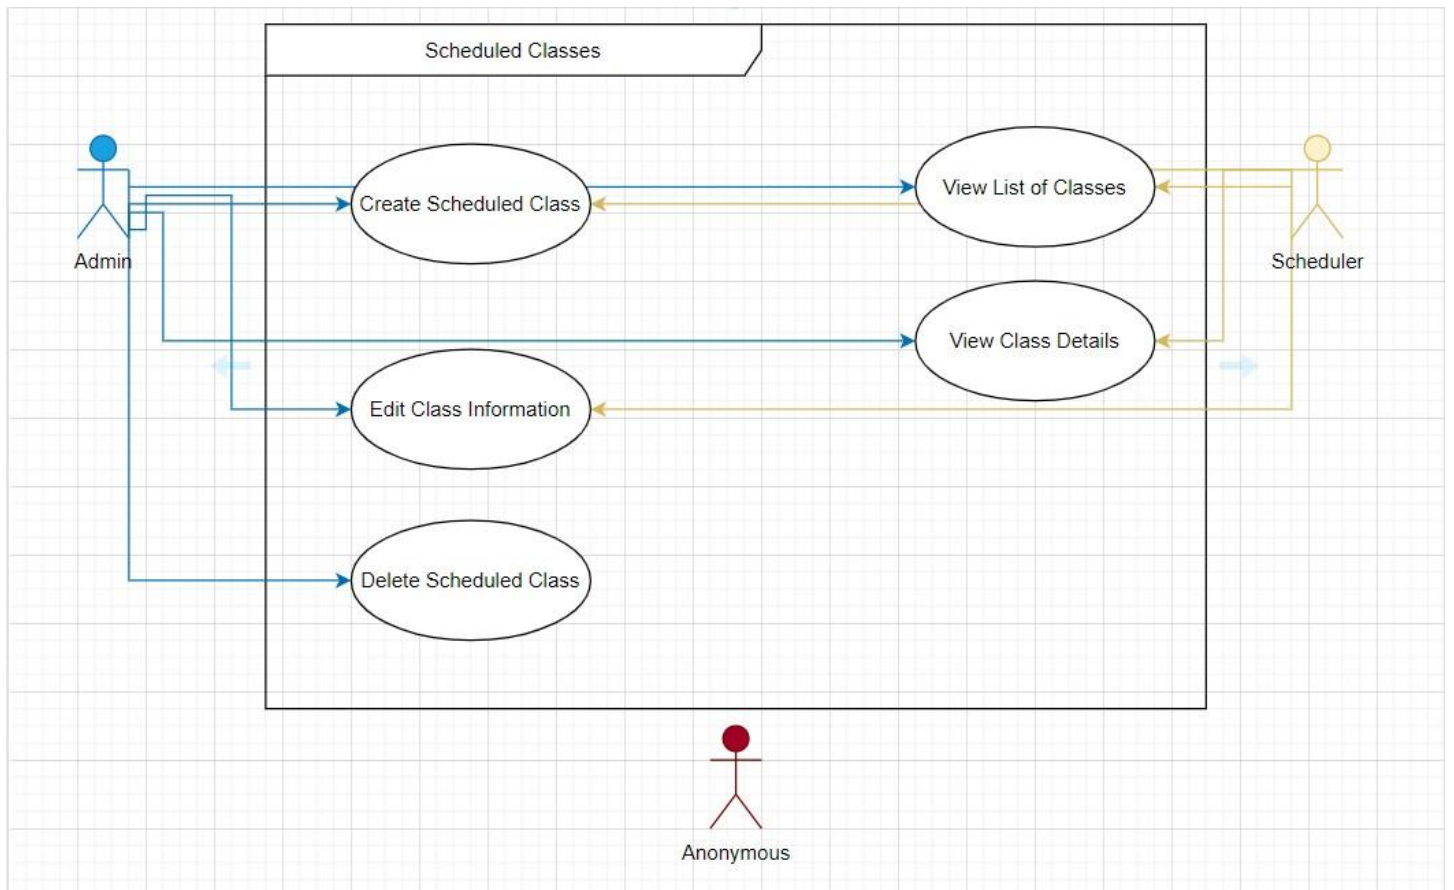 Scheduled Classes
Create Scheduled Class
View List of Classes
Admin
Scheduler
View Class Details
Edit Class Information
Delete Scheduled Class
Anonymous